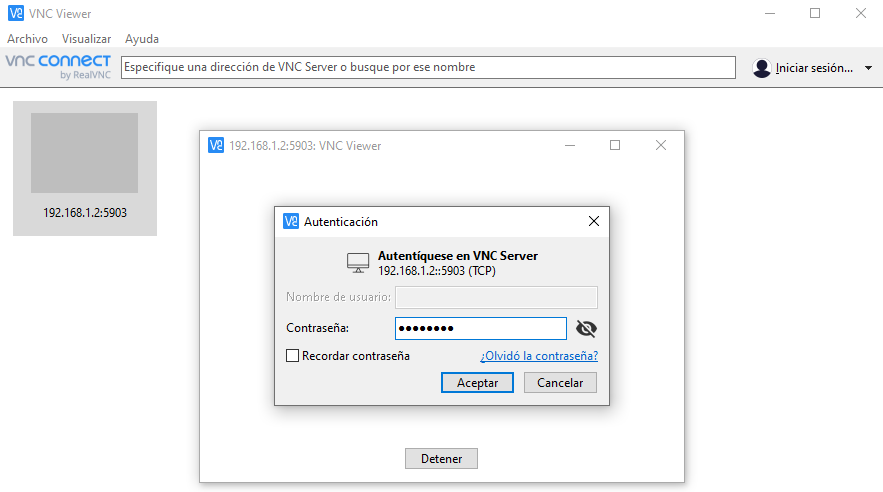 VNC Viewer
Archivo Visualizar Ayuda
vnc connect
by RealVNC
Especifique una dirección de VNC Server o busque por ese nombre
Iniciar sesión...
192.168.1.2:5903
192.168.1.2:5903: VNC Viewer
Autenticación
Autentíquese en VNC Server
192.168.1.2::5903 (TCP)
Nombre de usuario:
Contraseña:
Recordar contraseña
¿Olvidó la contraseña?
Aceptar
Cancelar
Detener